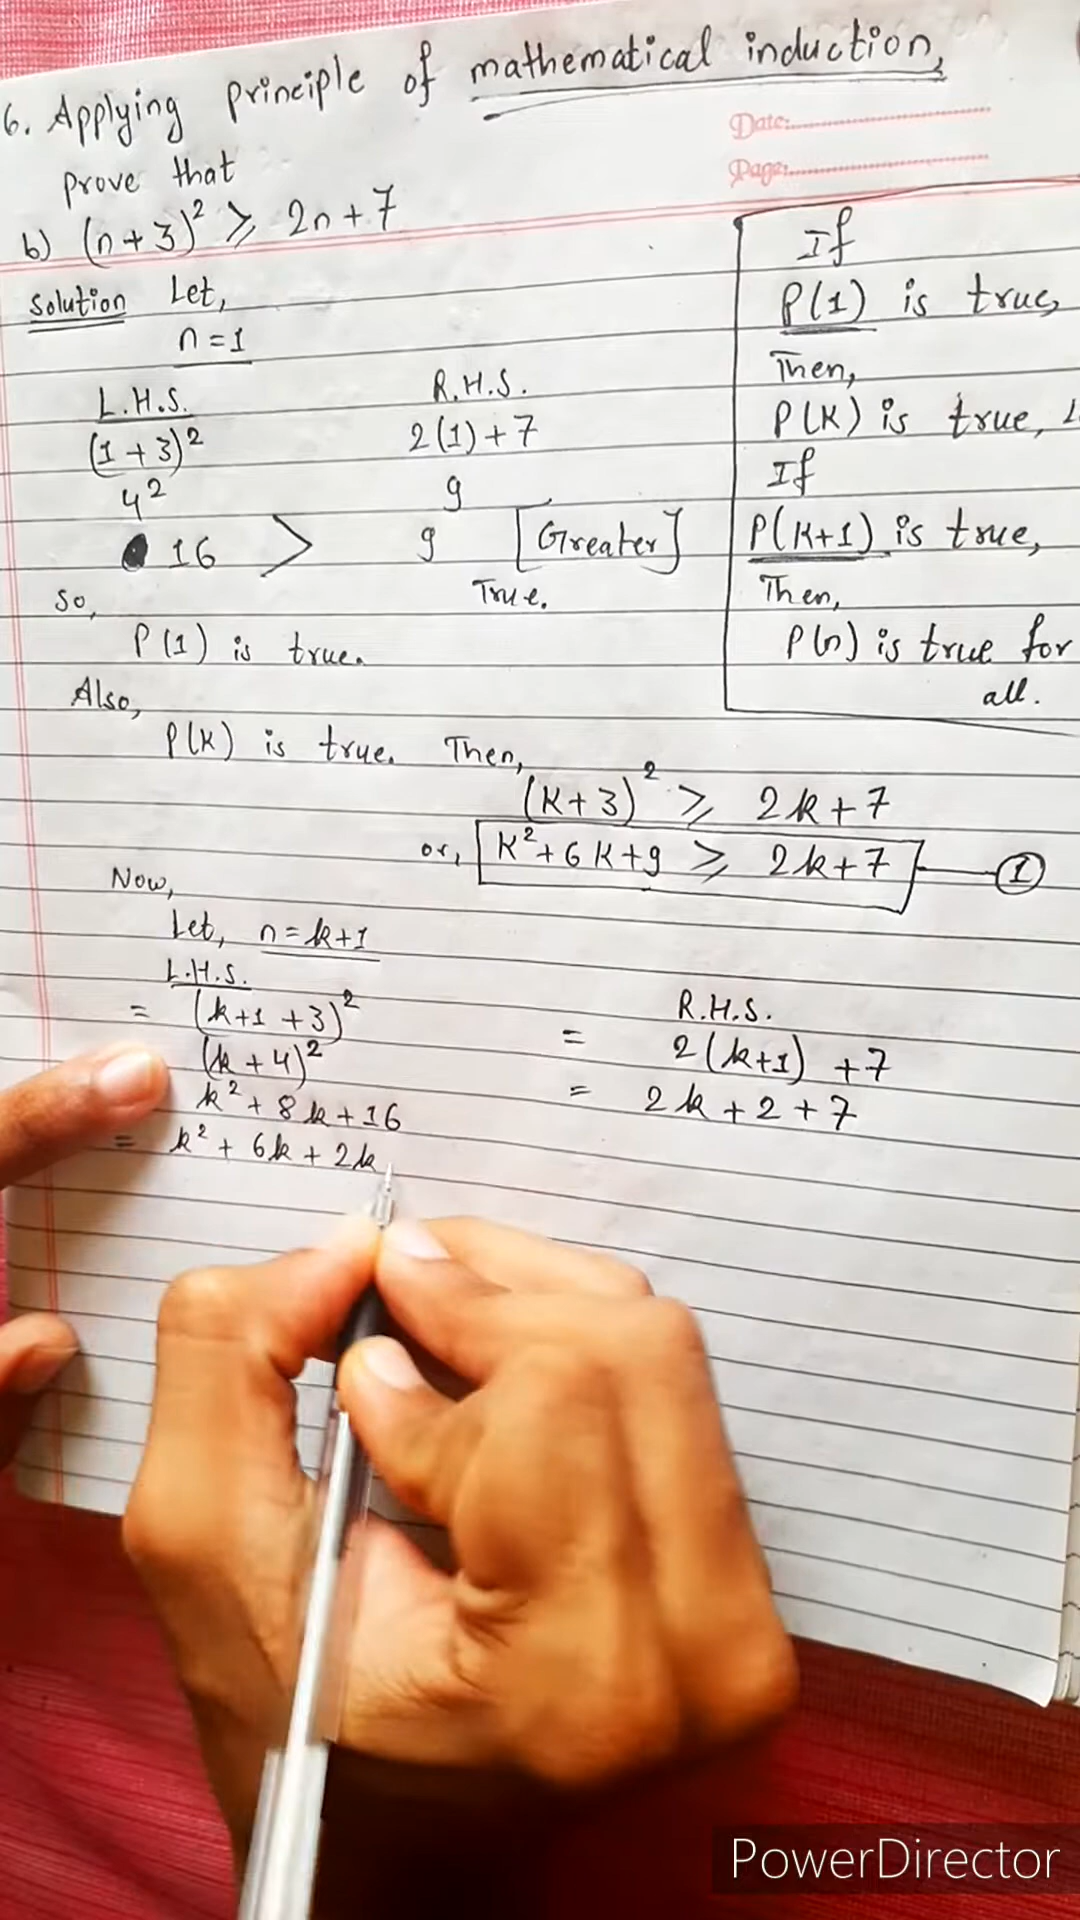 6. Applying principle of mathematical induction,
prove that
Date:
Page:
b) (n+3)² ≥ 2n+7
Solution Let,
n=1
L.H.S. R.H.S.
(1+3)² 2(1)+7
4² 9
16 > 9 [Greater]
True.
So,
P(1) is true.
Also,
P(k) is true. Then,
(k+3)² ≥ 2k+7
or, k²+6k+9 ≥ 2k+7 — ①
Now,
Let, n=k+1
L.H.S.
= (k+1+3)²
(k+4)²
k²+8k+16
= k²+6k+2k
R.H.S.
= 2(k+1)+7
= 2k+2+7
If
P(1) is true,
Then,
P(k) is true,
If
P(k+1) is true,
Then,
P(n) is true for
all.
PowerDirector